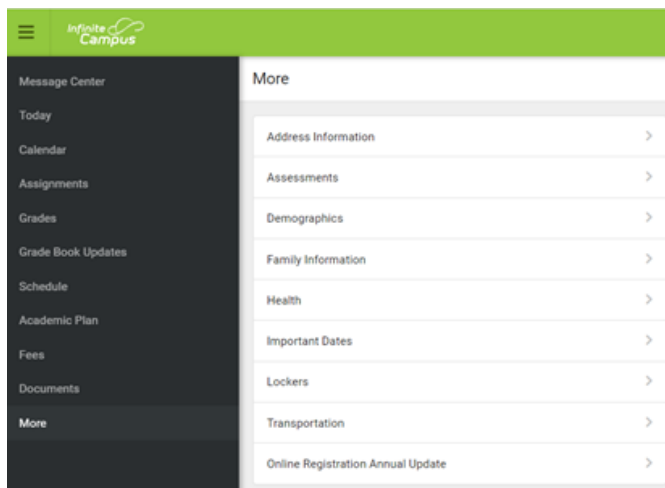 Infinite
Campus
Message Center
Today
Calendar
Assignments
Grades
Grade Book Updates
Schedule
Academic Plan
Fees
Documents
More
More
Address Information
Assessments
Demographics
Family Information
Health
Important Dates
Lockers
Transportation
Online Registration Annual Update